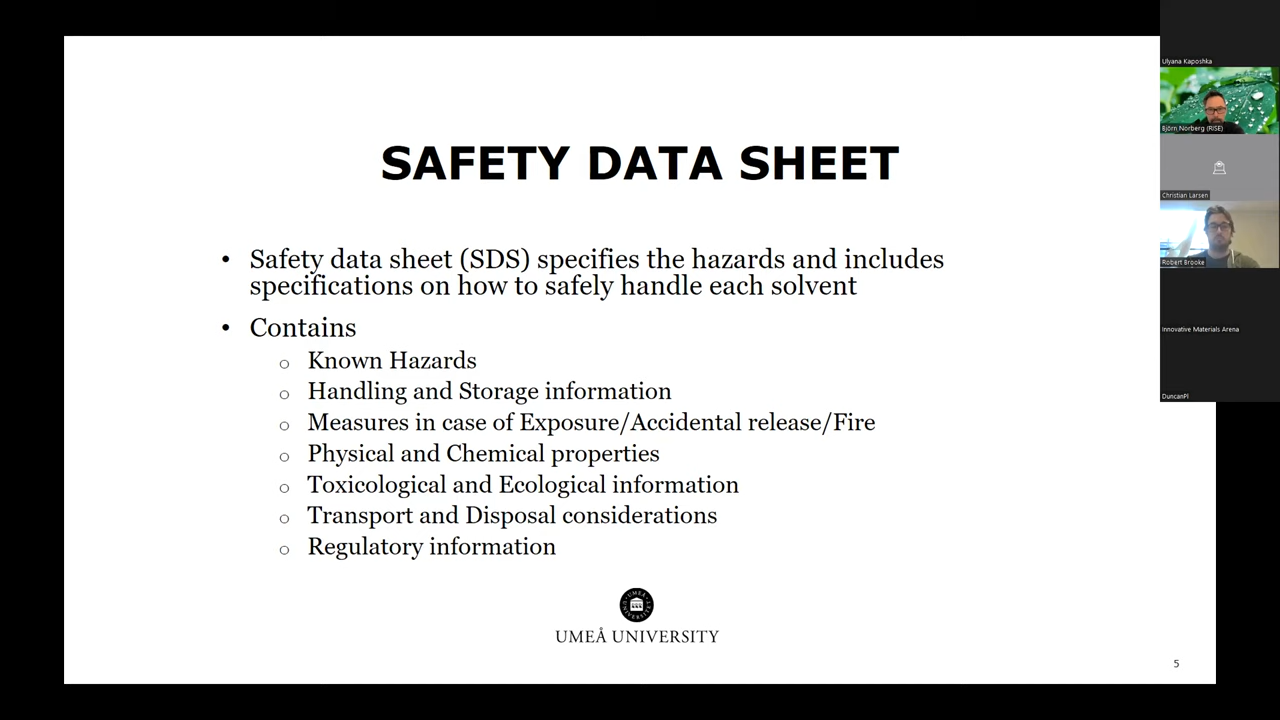 SAFETY DATA SHEET
• Safety data sheet (SDS) specifies the hazards and includes
specifications on how to safely handle each solvent
• Contains
o Known Hazards
o Handling and Storage information
o Measures in case of Exposure/Accidental release/Fire
o Physical and Chemical properties
o Toxicological and Ecological information
o Transport and Disposal considerations
o Regulatory information
UMEÅ UNIVERSITET
UMEÅ UNIVERSITY
5
Ulyana Kaposhka
Björn Norberg (RISE)
Christian Larsen
Robert Brooke
Innovative Materials Arena
DuncanPl